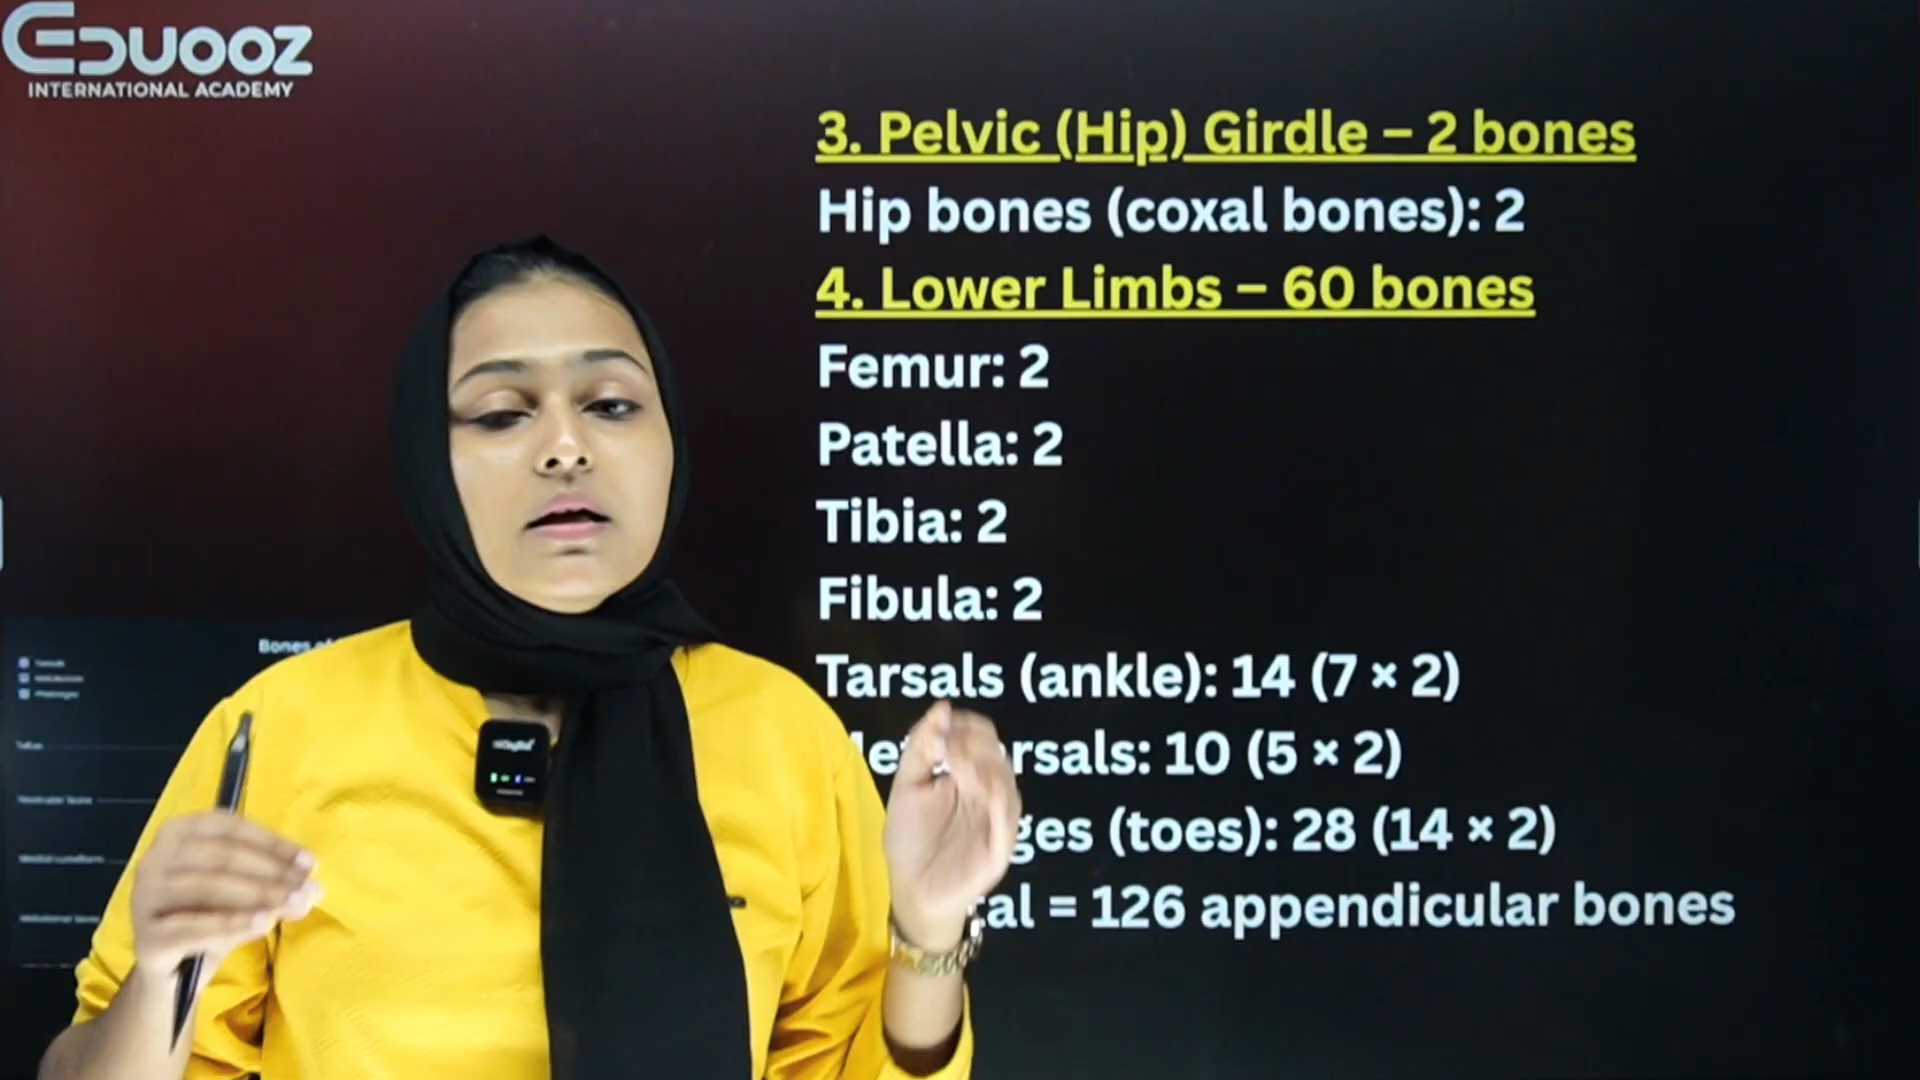 EDUOOZ
INTERNATIONAL ACADEMY
3. Pelvic (Hip) Girdle – 2 bones
Hip bones (coxal bones): 2
4. Lower Limbs – 60 bones
Femur: 2
Patella: 2
Tibia: 2
Fibula: 2
Tarsals (ankle): 14 (7 × 2)
rsals: 10 (5 × 2)
ges (toes): 28 (14 × 2)
tal = 126 appendicular bones
Bones